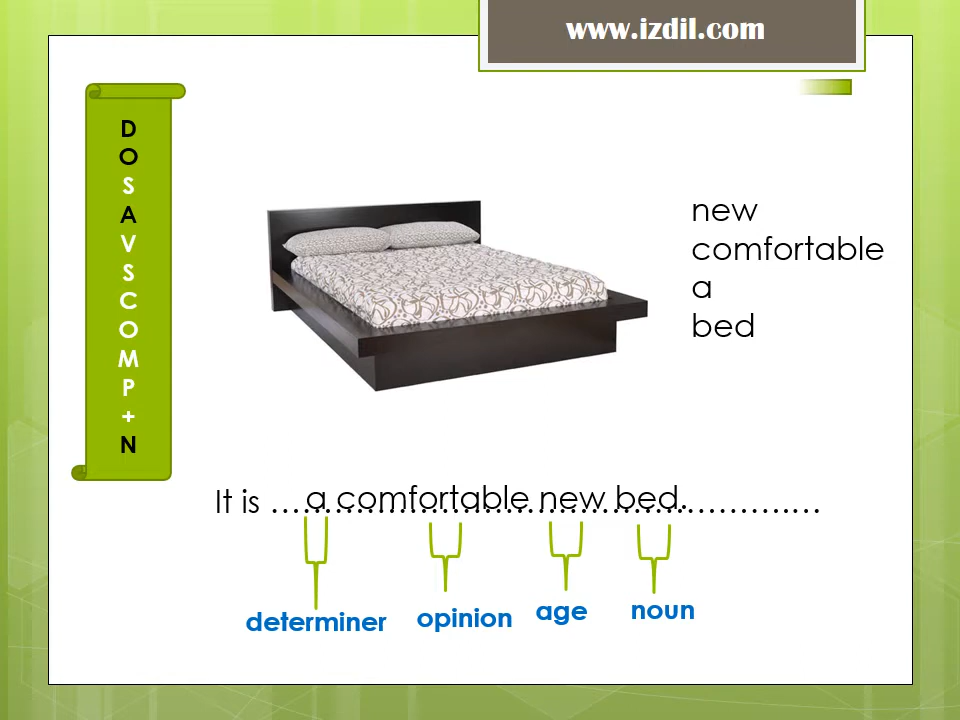 www.izdil.com
D
O
S
A
V
S
C
O
M
P
+
N
new
comfortable
a
bed
It is …a comfortable new bed.……………
determiner opinion age noun